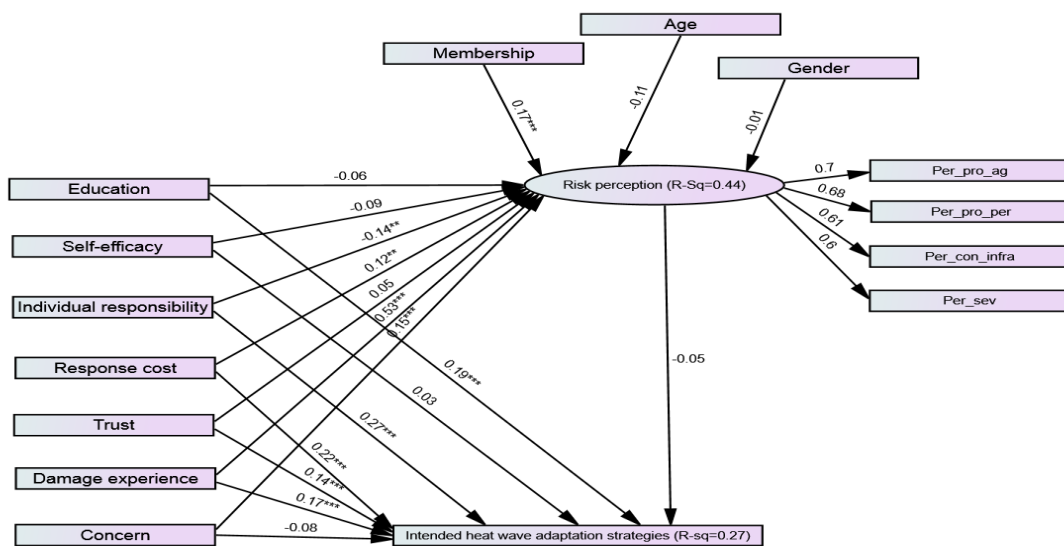 Age
Membership
Gender
0.17***
-0.11
-0.01
Education
Self-efficacy
Individual responsibility
Response cost
Trust
Damage experience
Concern
-0.06
-0.09
-0.14**
0.12**
0.05
0.53***
0.15***
Risk perception (R-Sq=0.44)
0.7
0.68
0.61
0.6
Per_pro_ag
Per_pro_per
Per_con_infra
Per_sev
-0.05
0.19***
0.03
0.27***
0.22***
0.14***
0.17***
-0.08
Intended heat wave adaptation strategies (R-sq=0.27)